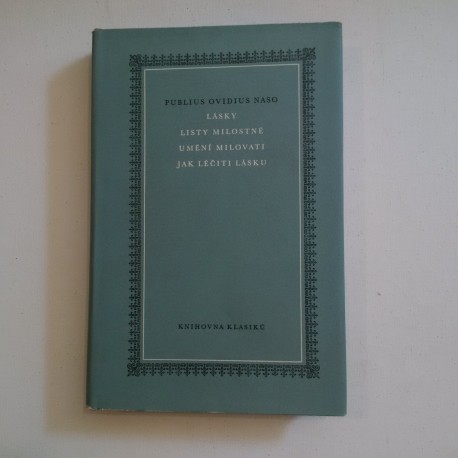 PUBLIUS OVIDIUS NASO
LÁSKY
LISTY MILOSTNÉ
UMĚNÍ MILOVATI
JAK LÉČITI LÁSKU
KNIHOVNA KLASIKŮ